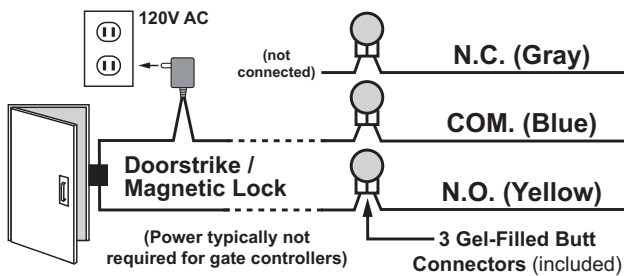 120V AC
(not
connected)
N.C. (Gray)
COM. (Blue)
Doorstrike /
Magnetic Lock
N.O. (Yellow)
(Power typically not
required for gate controllers)
3 Gel-Filled Butt
Connectors (included)